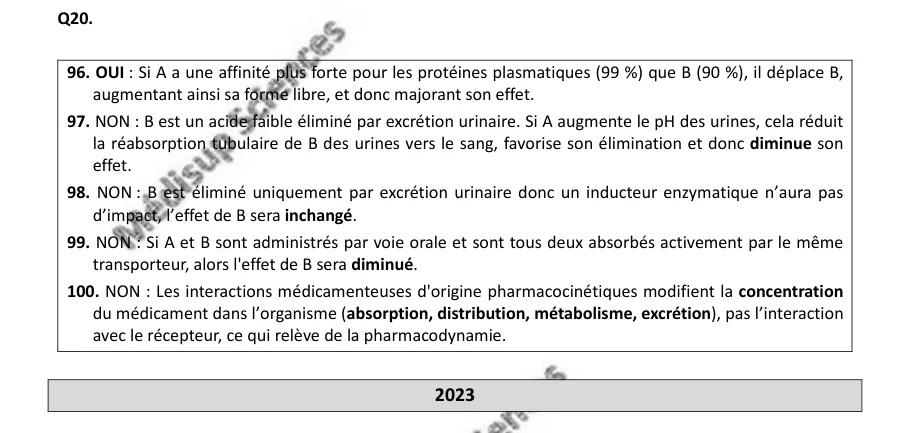 Q20.
96. OUI : Si A a une affinité plus forte pour les protéines plasmatiques (99 %) que B (90 %), il déplace B,
augmentant ainsi sa forme libre, et donc majorant son effet.
97. NON : B est un acide faible éliminé par excrétion urinaire. Si A augmente le pH des urines, cela réduit
la réabsorption tubulaire de B des urines vers le sang, favorise son élimination et donc diminue son
effet.
98. NON : B est éliminé uniquement par excrétion urinaire donc un inducteur enzymatique n’aura pas
d’impact, l’effet de B sera inchangé.
99. NON : Si A et B sont administrés par voie orale et sont tous deux absorbés activement par le même
transporteur, alors l'effet de B sera diminué.
100. NON : Les interactions médicamenteuses d'origine pharmacocinétiques modifient la concentration
du médicament dans l’organisme (absorption, distribution, métabolisme, excrétion), pas l’interaction
avec le récepteur, ce qui relève de la pharmacodynamie.
Médisup Sciences
2023